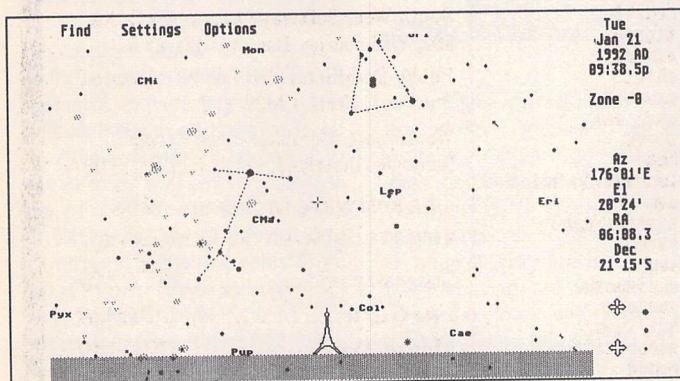 Find Settings Options
Mon
CMi
Lep
Eri
CMa
Pyx
Col
Cae
Pup
Tue
Jan 21
1992 AD
09:38.5p
Zone -0
Az
176°01'E
El
20°24'
RA
06:08.3
Dec
21°15'S